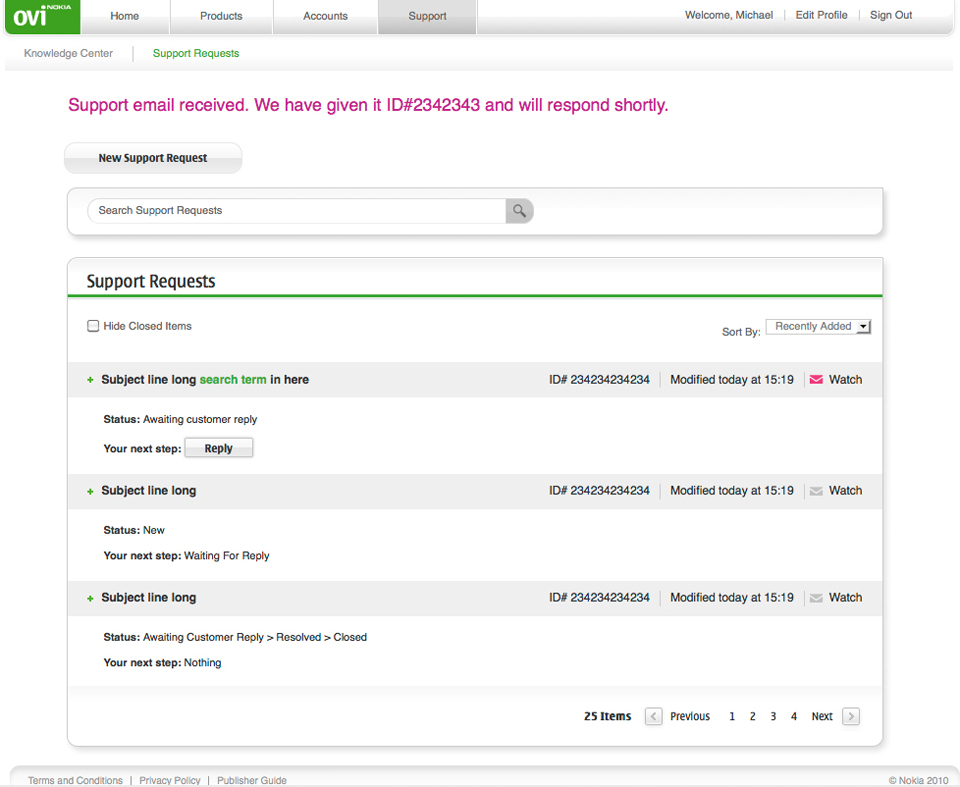 ovi NOKIA Home Products Accounts Support Welcome, Michael | Edit Profile | Sign Out
Knowledge Center | Support Requests
Support email received. We have given it ID#2342343 and will respond shortly.
New Support Request
Search Support Requests
Support Requests
Hide Closed Items
Sort By: Recently Added
+ Subject line long search term in here ID# 234234234234 | Modified today at 15:19 | Watch
Status: Awaiting customer reply
Your next step: Reply
+ Subject line long ID# 234234234234 | Modified today at 15:19 | Watch
Status: New
Your next step: Waiting For Reply
+ Subject line long ID# 234234234234 | Modified today at 15:19 | Watch
Status: Awaiting Customer Reply > Resolved > Closed
Your next step: Nothing
25 Items < Previous 1 2 3 4 Next >
Terms and Conditions | Privacy Policy | Publisher Guide © Nokia 2010